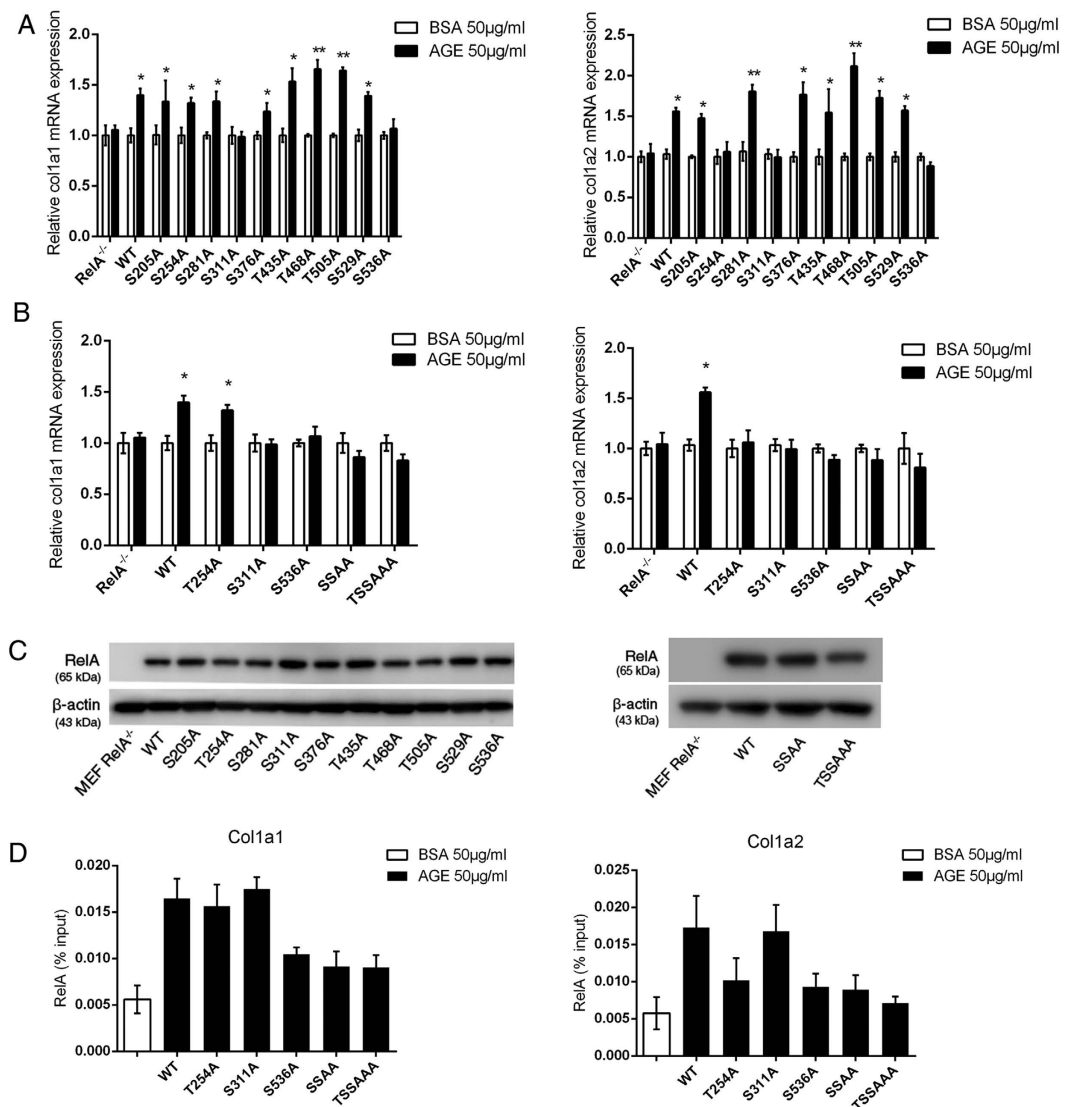 A
Relative col1a1 mRNA expression
2.0
1.5
1.0
0.5
0.0
BSA 50µg/ml
AGE 50µg/ml
* * * * * * ** ** *
RelA-/- WT S205A S254A S281A S311A S376A T435A T468A T505A S529A S536A
Relative col1a2 mRNA expression
2.5
2.0
1.5
1.0
0.5
0.0
BSA 50µg/ml
AGE 50µg/ml
* * ** * * ** * *
RelA-/- WT S205A S254A S281A S311A S376A T435A T468A T505A S529A S536A
B
Relative col1a1 mRNA expression
2.0
1.5
1.0
0.5
0.0
BSA 50µg/ml
AGE 50µg/ml
* *
RelA-/- WT T254A S311A S536A SSAA TSSAAA
Relative col1a2 mRNA expression
2.0
1.5
1.0
0.5
0.0
BSA 50µg/ml
AGE 50µg/ml
*
RelA-/- WT T254A S311A S536A SSAA TSSAAA
C
RelA
(65 kDa)
β-actin
(43 kDa)
MEF RelA-/- WT S205A T254A S281A S311A S376A T435A T468A T505A S529A S536A
RelA
(65 kDa)
β-actin
(43 kDa)
MEF RelA-/- WT SSAA TSSAAA
D
Col1a1
RelA (% input)
0.020
0.015
0.010
0.005
0.000
BSA 50µg/ml
AGE 50µg/ml
WT T254A S311A S536A SSAA TSSAAA
Col1a2
RelA (% input)
0.025
0.020
0.015
0.010
0.005
0.000
BSA 50µg/ml
AGE 50µg/ml
WT T254A S311A S536A SSAA TSSAAA